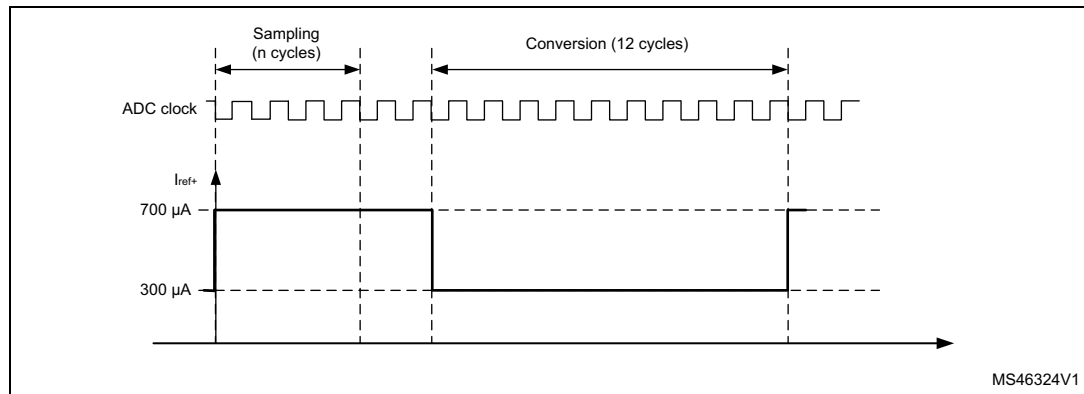 Sampling
(n cycles)
Conversion (12 cycles)
ADC clock
Iref+
700 µA
300 µA
MS46324V1